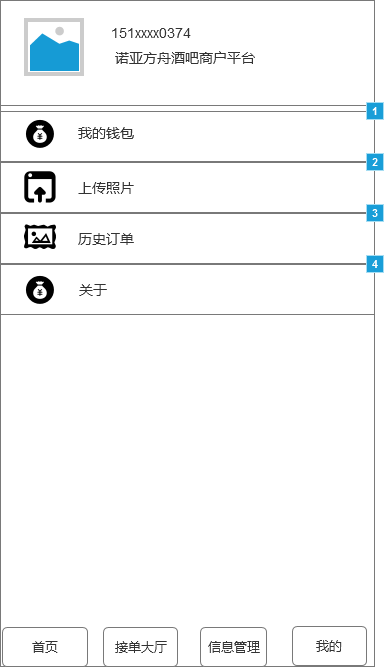 151xxxx0374
诺亚方舟酒吧商户平台
1
我的钱包
2
上传照片
3
历史订单
4
关于
首页 接单大厅 信息管理 我的